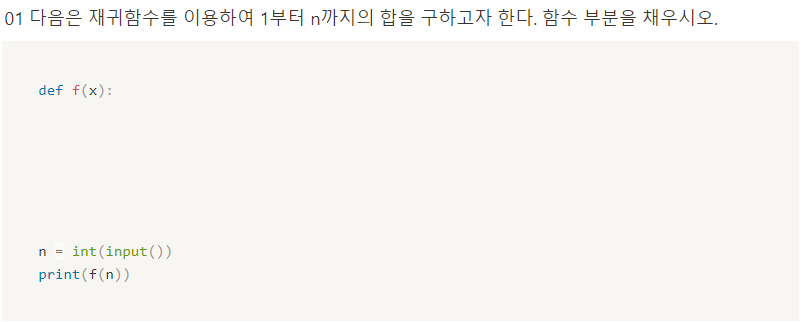 01 다음은 재귀함수를 이용하여 1부터 n까지의 합을 구하고자 한다. 함수 부분을 채우시오.
def f(x):
n = int(input())
print(f(n))